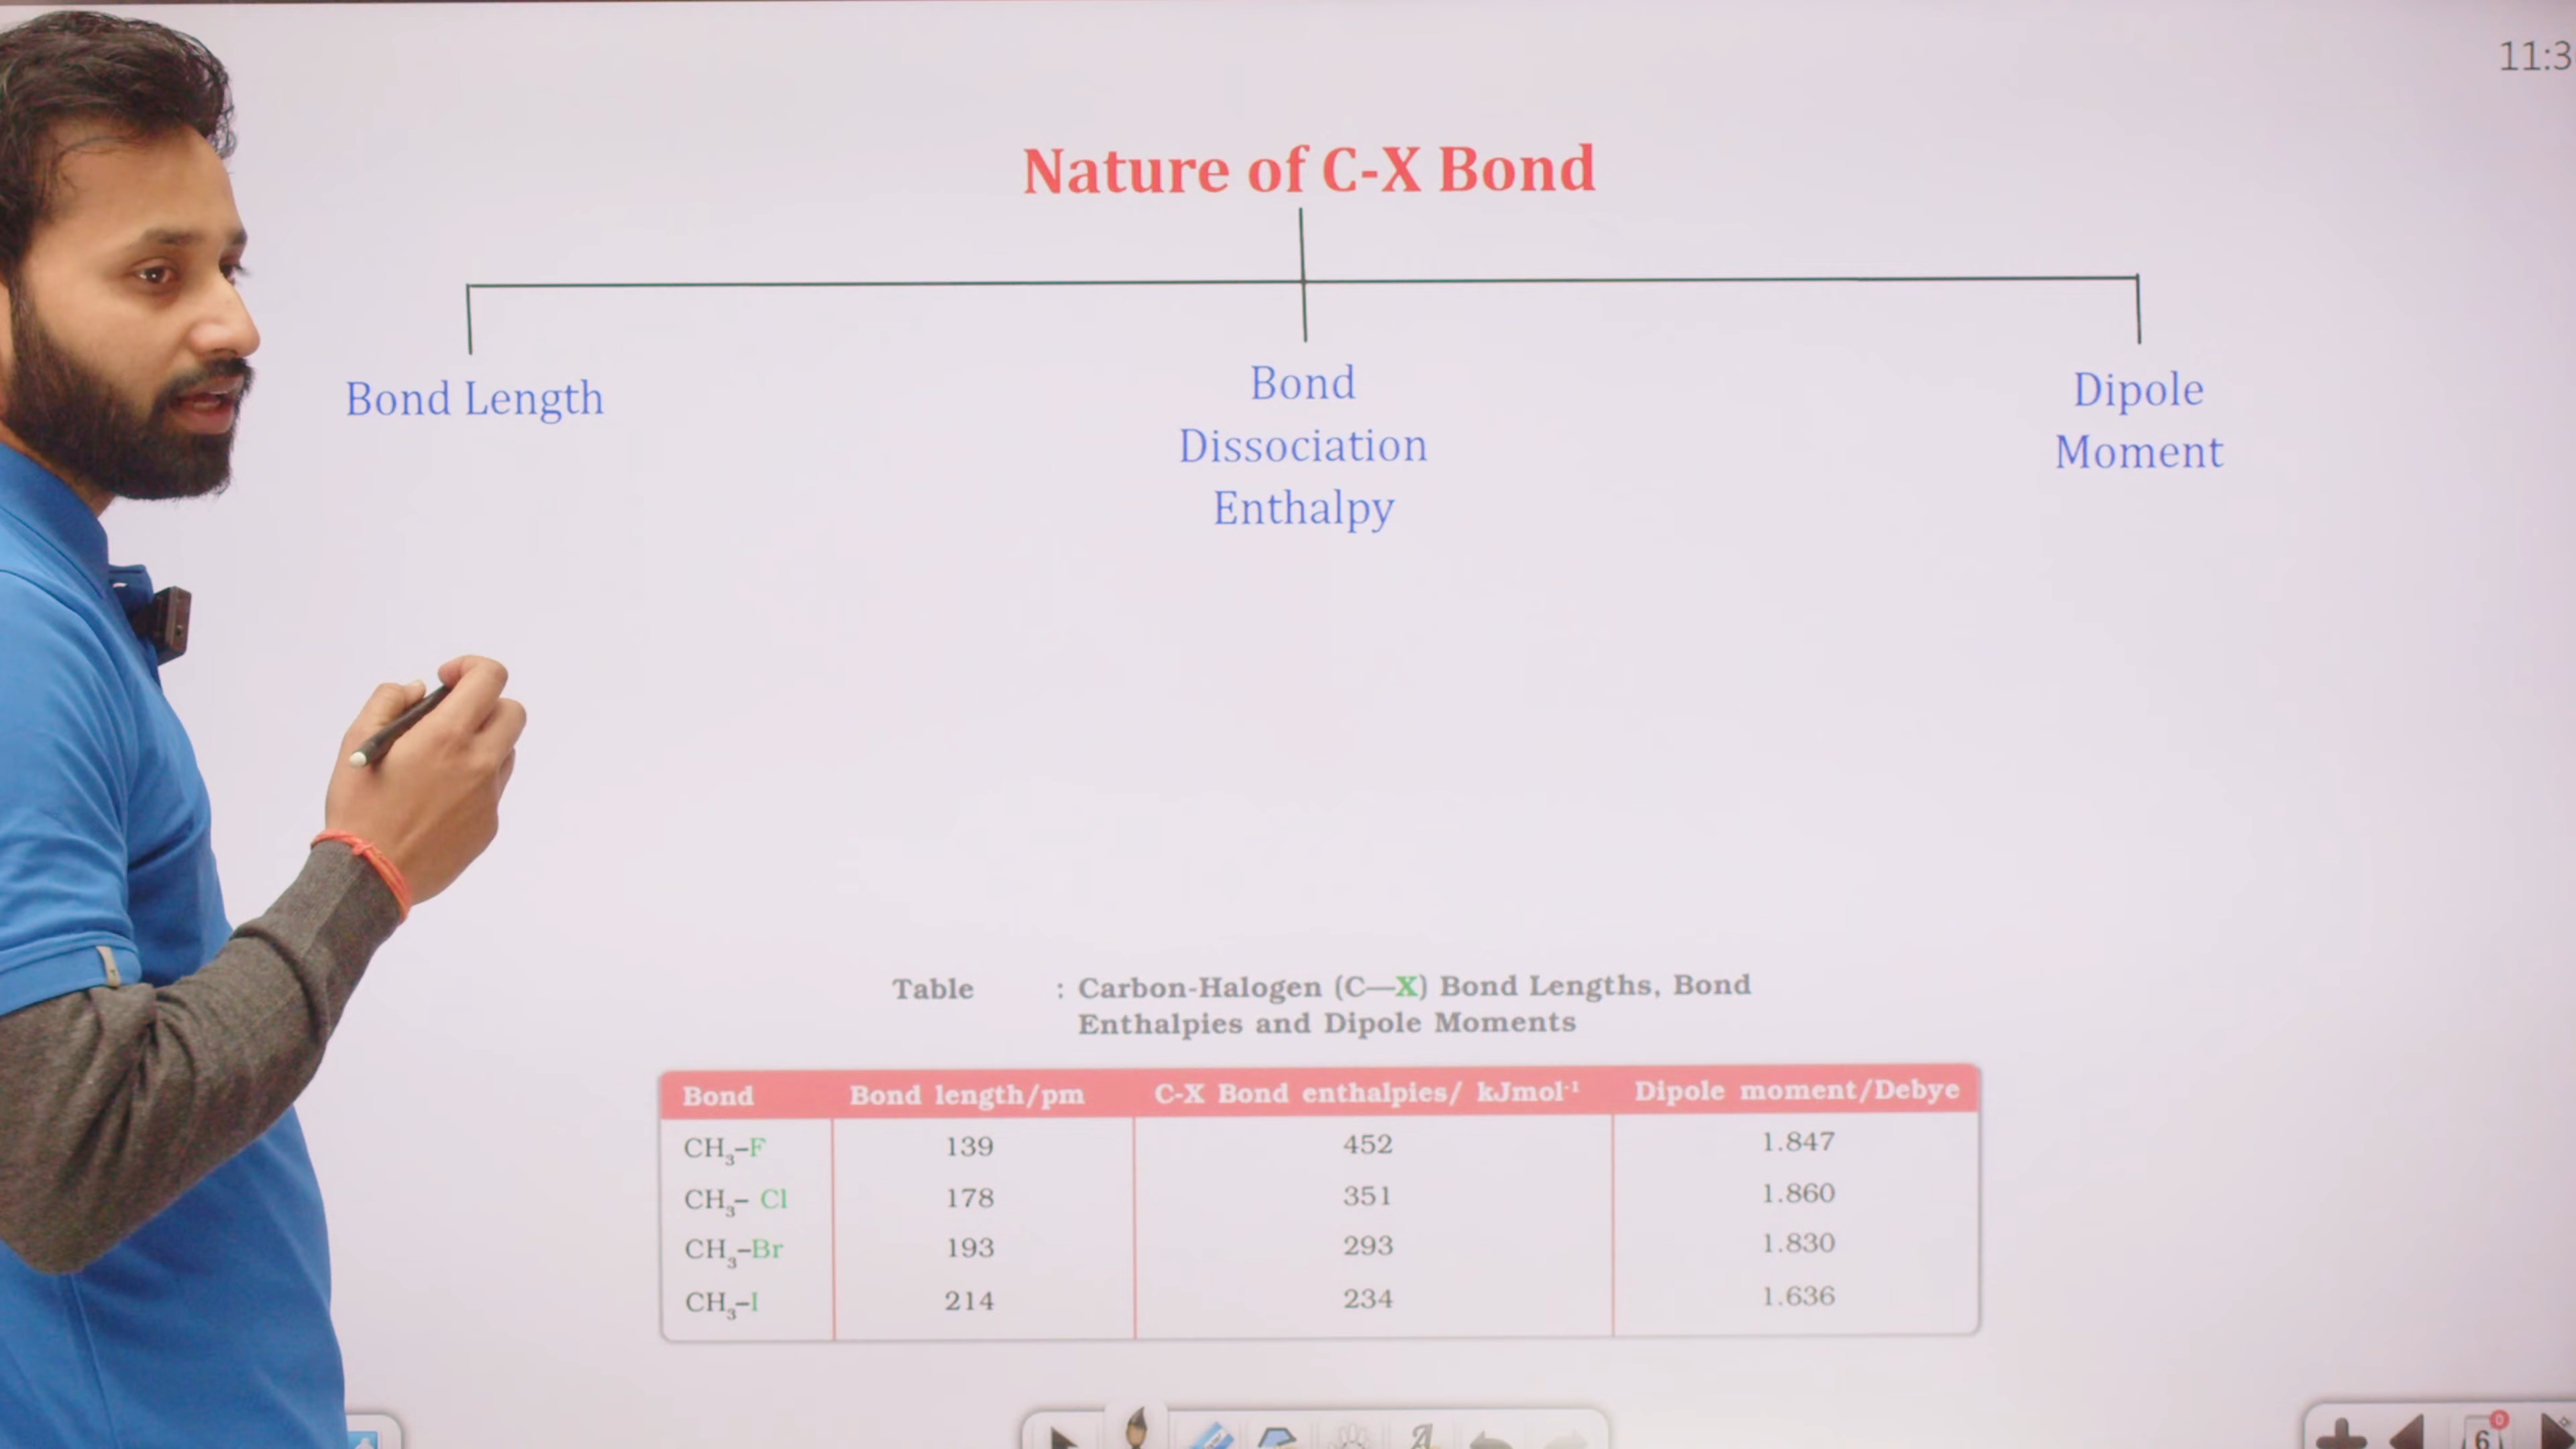 11:3
Nature of C-X Bond
Bond Length
Bond
Dissociation
Enthalpy
Dipole
Moment
Table : Carbon-Halogen (C—X) Bond Lengths, Bond
Enthalpies and Dipole Moments
Bond Bond length/pm C-X Bond enthalpies/ kJmol⁻¹ Dipole moment/Debye
CH₃–F 139 452 1.847
CH₃– Cl 178 351 1.860
CH₃–Br 193 293 1.830
CH₃–I 214 234 1.636
0
6